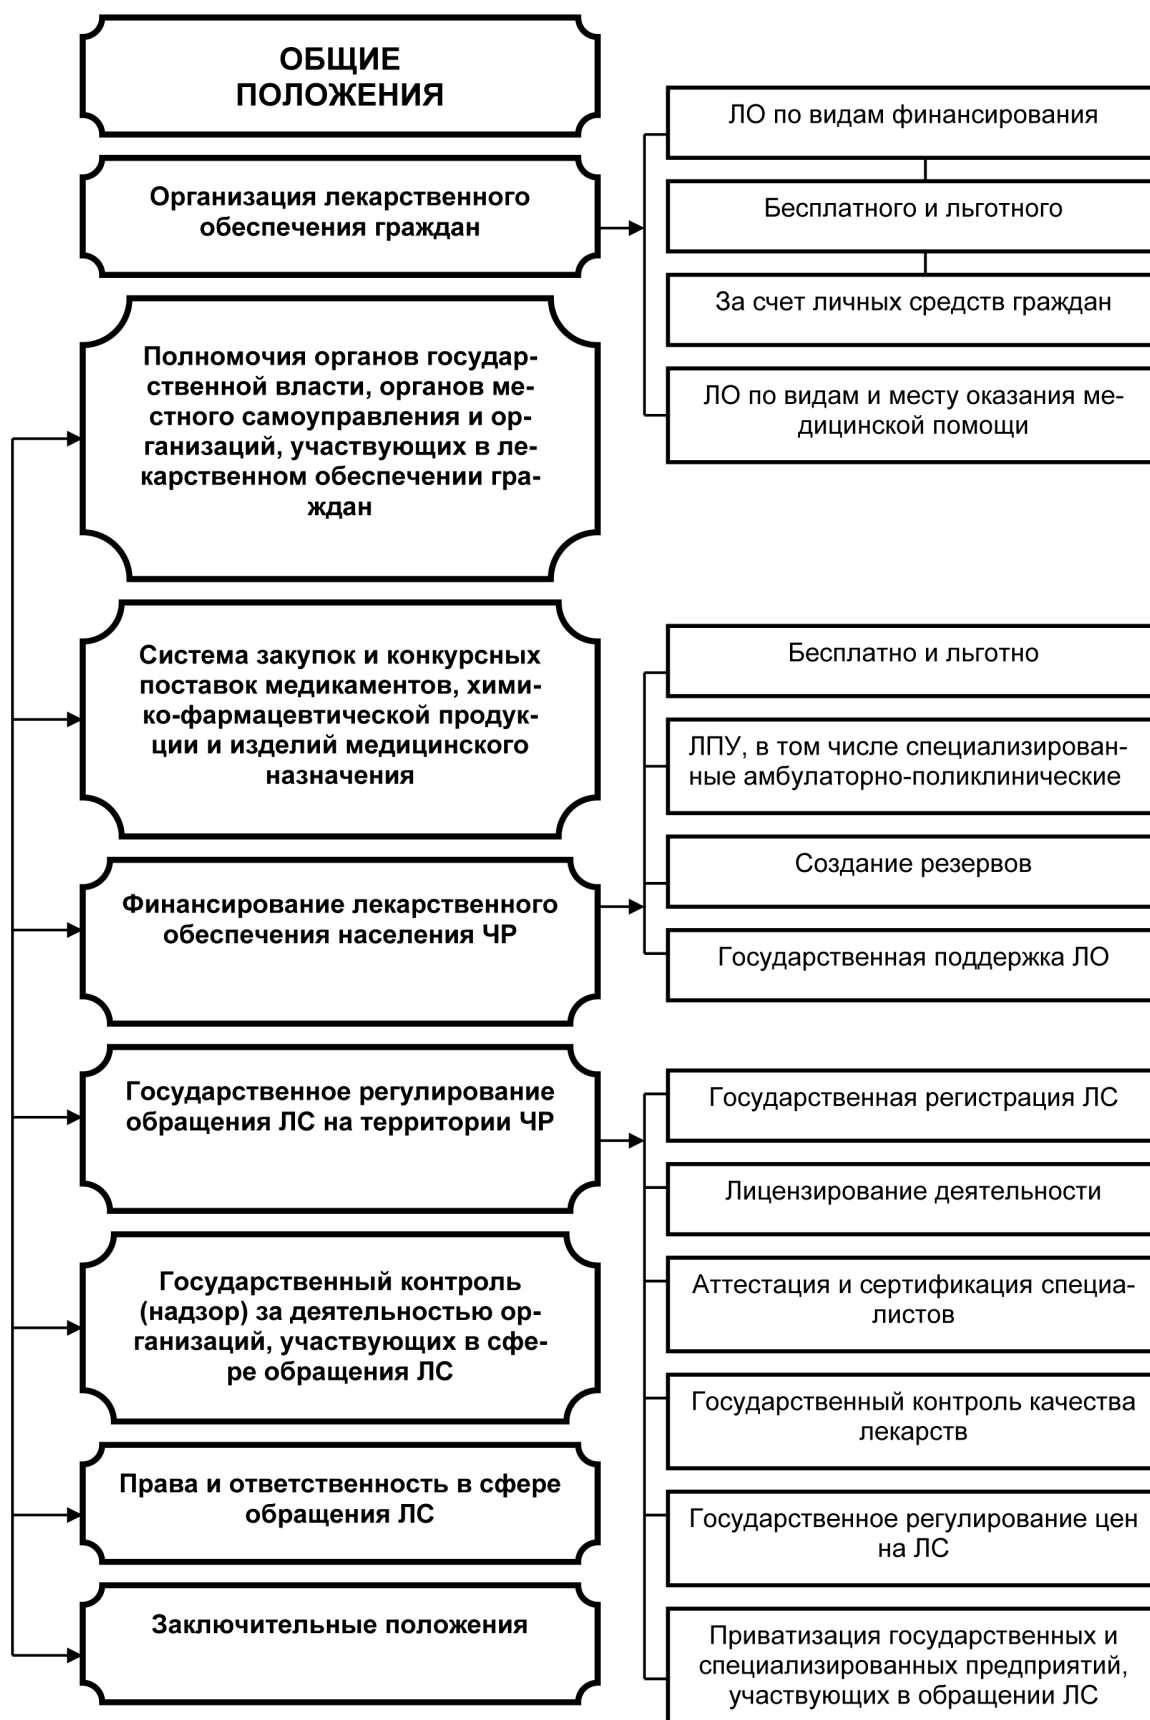 ОБЩИЕ
ПОЛОЖЕНИЯ
Организация лекарственного
обеспечения граждан
ЛО по видам финансирования
Бесплатного и льготного
За счет личных средств граждан
ЛО по видам и месту оказания ме-
дицинской помощи
Полномочия органов государ-
ственной власти, органов ме-
стного самоуправления и ор-
ганизаций, участвующих в ле-
карственном обеспечении гра-
ждан
Система закупок и конкурсных
поставок медикаментов, хими-
ко-фармацевтической продук-
ции и изделий медицинского
назначения
Финансирование лекарственного
обеспечения населения ЧР
Бесплатно и льготно
ЛПУ, в том числе специализирован-
ные амбулаторно-поликлинические
Создание резервов
Государственная поддержка ЛО
Государственное регулирование
обращения ЛС на территории ЧР
Государственная регистрация ЛС
Лицензирование деятельности
Аттестация и сертификация специа-
листов
Государственный контроль качества
лекарств
Государственное регулирование цен
на ЛС
Приватизация государственных и
специализированных предприятий,
участвующих в обращении ЛС
Государственный контроль
(надзор) за деятельностью ор-
ганизаций, участвующих в сфе-
ре обращения ЛС
Права и ответственность в сфере
обращения ЛС
Заключительные положения